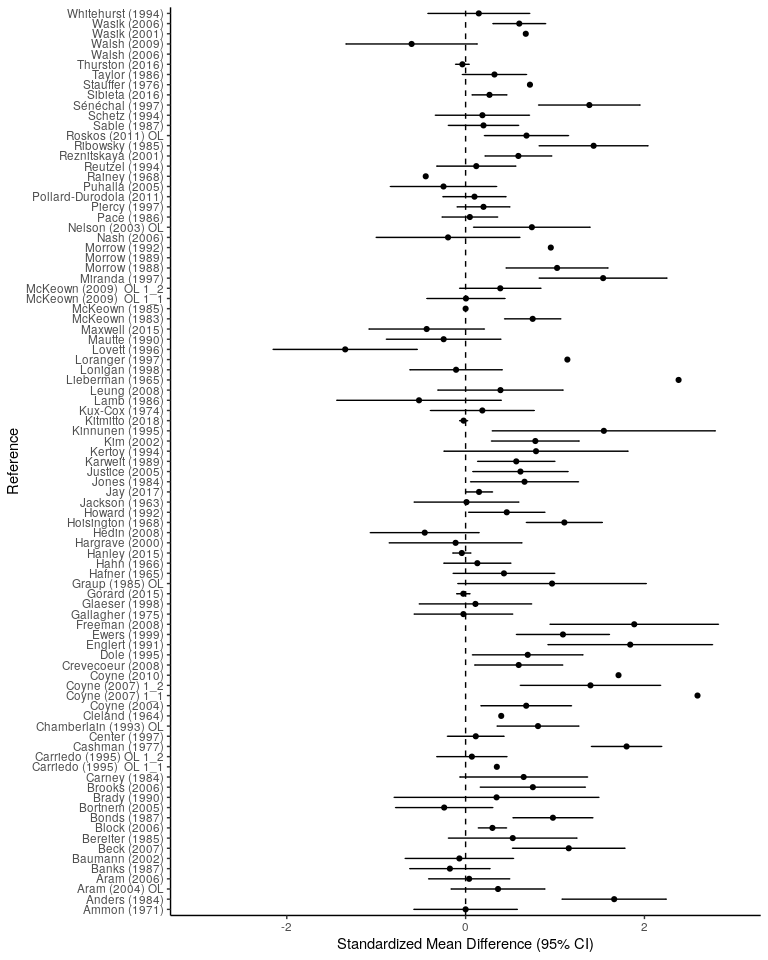 Whitehurst (1994)
Wasik (2006)
Wasik (2001)
Walsh (2009)
Walsh (2006)
Thurston (2016)
Taylor (1986)
Stauffer (1976)
Sibieta (2016)
Sénéchal (1997)
Schetz (1994)
Sable (1987)
Roskos (2011) OL
Ribowsky (1985)
Reznitskaya (2001)
Reutzel (1994)
Rainey (1968)
Puhalla (2005)
Pollard-Durodola (2011)
Piercy (1997)
Pace (1986)
Nelson (2003) OL
Nash (2006)
Morrow (1992)
Morrow (1989)
Morrow (1988)
Miranda (1997)
McKeown (2009)  OL 1_2
McKeown (2009)  OL 1_1
McKeown (1985)
McKeown (1983)
Maxwell (2015)
Mautte (1990)
Lovett (1996)
Loranger (1997)
Lonigan (1998)
Lieberman (1965)
Leung (2008)
Lamb (1986)
Kux-Cox (1974)
Kitmitto (2018)
Kinnunen (1995)
Kim (2002)
Kertoy (1994)
Karweit (1989)
Justice (2005)
Jones (1984)
Jay (2017)
Jackson (1963)
Howard (1992)
Hoisington (1968)
Hedin (2008)
Hargrave (2000)
Hanley (2015)
Hahn (1966)
Hafner (1965)
Graup (1985) OL
Gorard (2015)
Glaeser (1998)
Gallagher (1975)
Freeman (2008)
Ewers (1999)
Englert (1991)
Dole (1995)
Crevecoeur (2008)
Coyne (2010)
Coyne (2007) 1_2
Coyne (2007) 1_1
Coyne (2004)
Cleland (1964)
Chamberlain (1993) OL
Center (1997)
Cashman (1977)
Carriedo (1995) OL 1_2
Carriedo (1995)  OL 1_1
Carney (1984)
Brooks (2006)
Brady (1990)
Bortnem (2005)
Bonds (1987)
Block (2006)
Bereiter (1985)
Beck (2007)
Baumann (2002)
Banks (1987)
Aram (2006)
Aram (2004) OL
Anders (1984)
Ammon (1971)
Reference
-2 0 2
Standardized Mean Difference (95% CI)